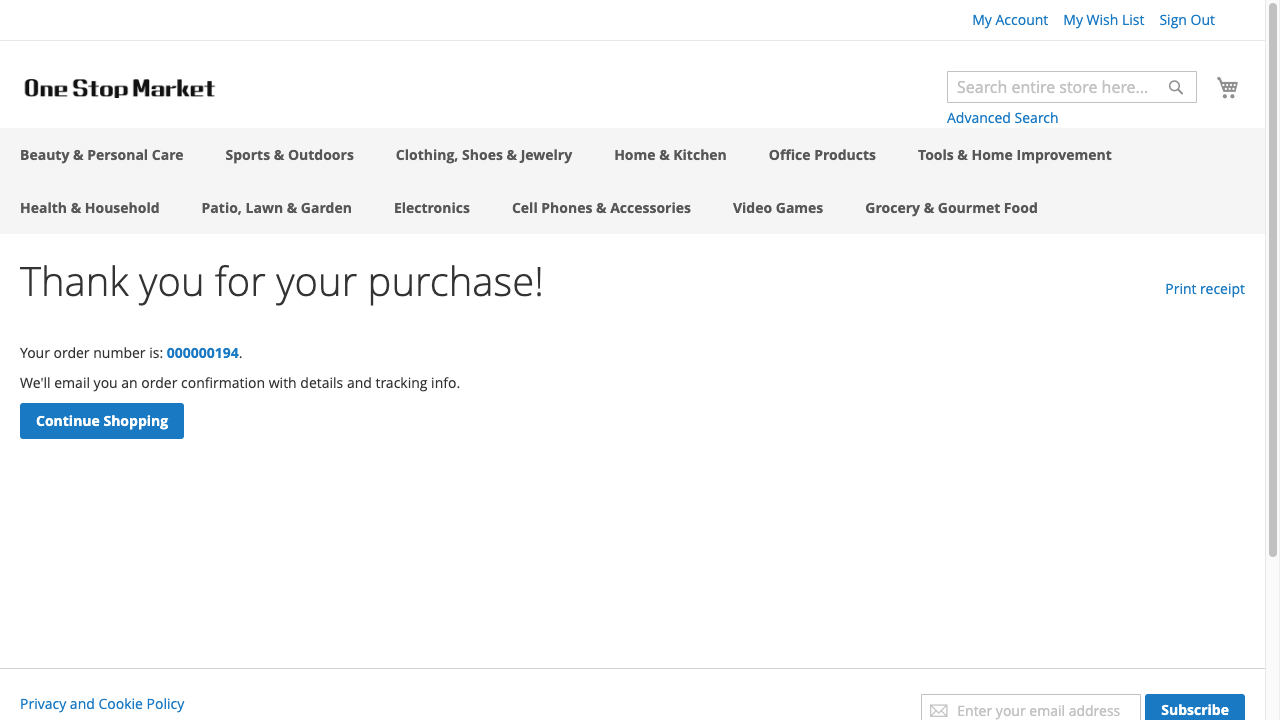 My Account My Wish List Sign Out
One Stop Market
Search entire store here...
Advanced Search
Beauty & Personal Care Sports & Outdoors Clothing, Shoes & Jewelry Home & Kitchen Office Products Tools & Home Improvement
Health & Household Patio, Lawn & Garden Electronics Cell Phones & Accessories Video Games Grocery & Gourmet Food
Thank you for your purchase!
Print receipt
Your order number is: 000000194.
We'll email you an order confirmation with details and tracking info.
Continue Shopping
Privacy and Cookie Policy
Enter your email address Subscribe